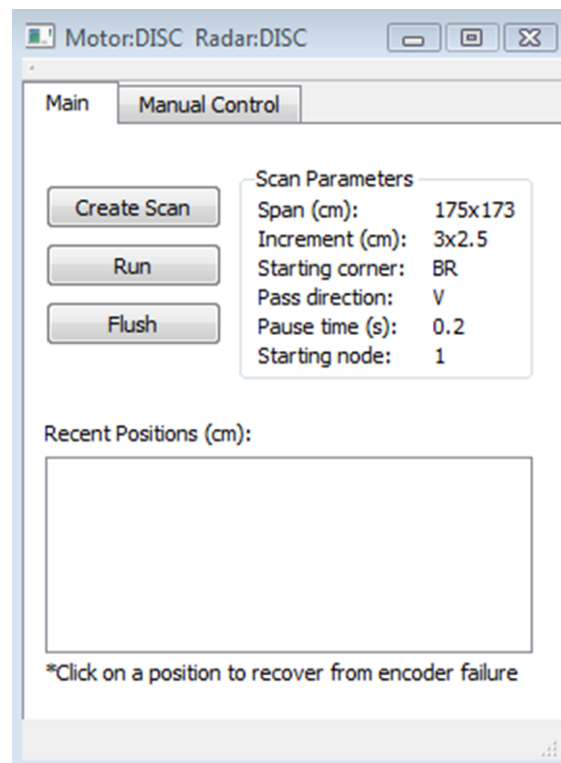 Motor:DISC Radar:DISC
Main Manual Control
Scan Parameters
Create Scan
Span (cm): 175x173
Increment (cm): 3x2.5
Run
Starting corner: BR
Pass direction: V
Flush
Pause time (s): 0.2
Starting node: 1
Recent Positions (cm):
*Click on a position to recover from encoder failure